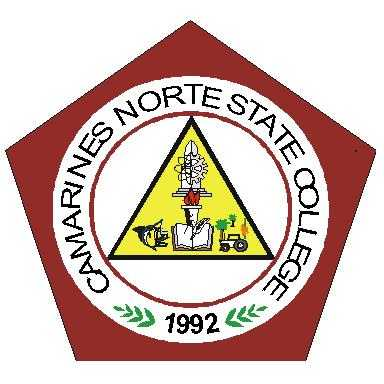 CAMARINES NORTE STATE COLLEGE
1992